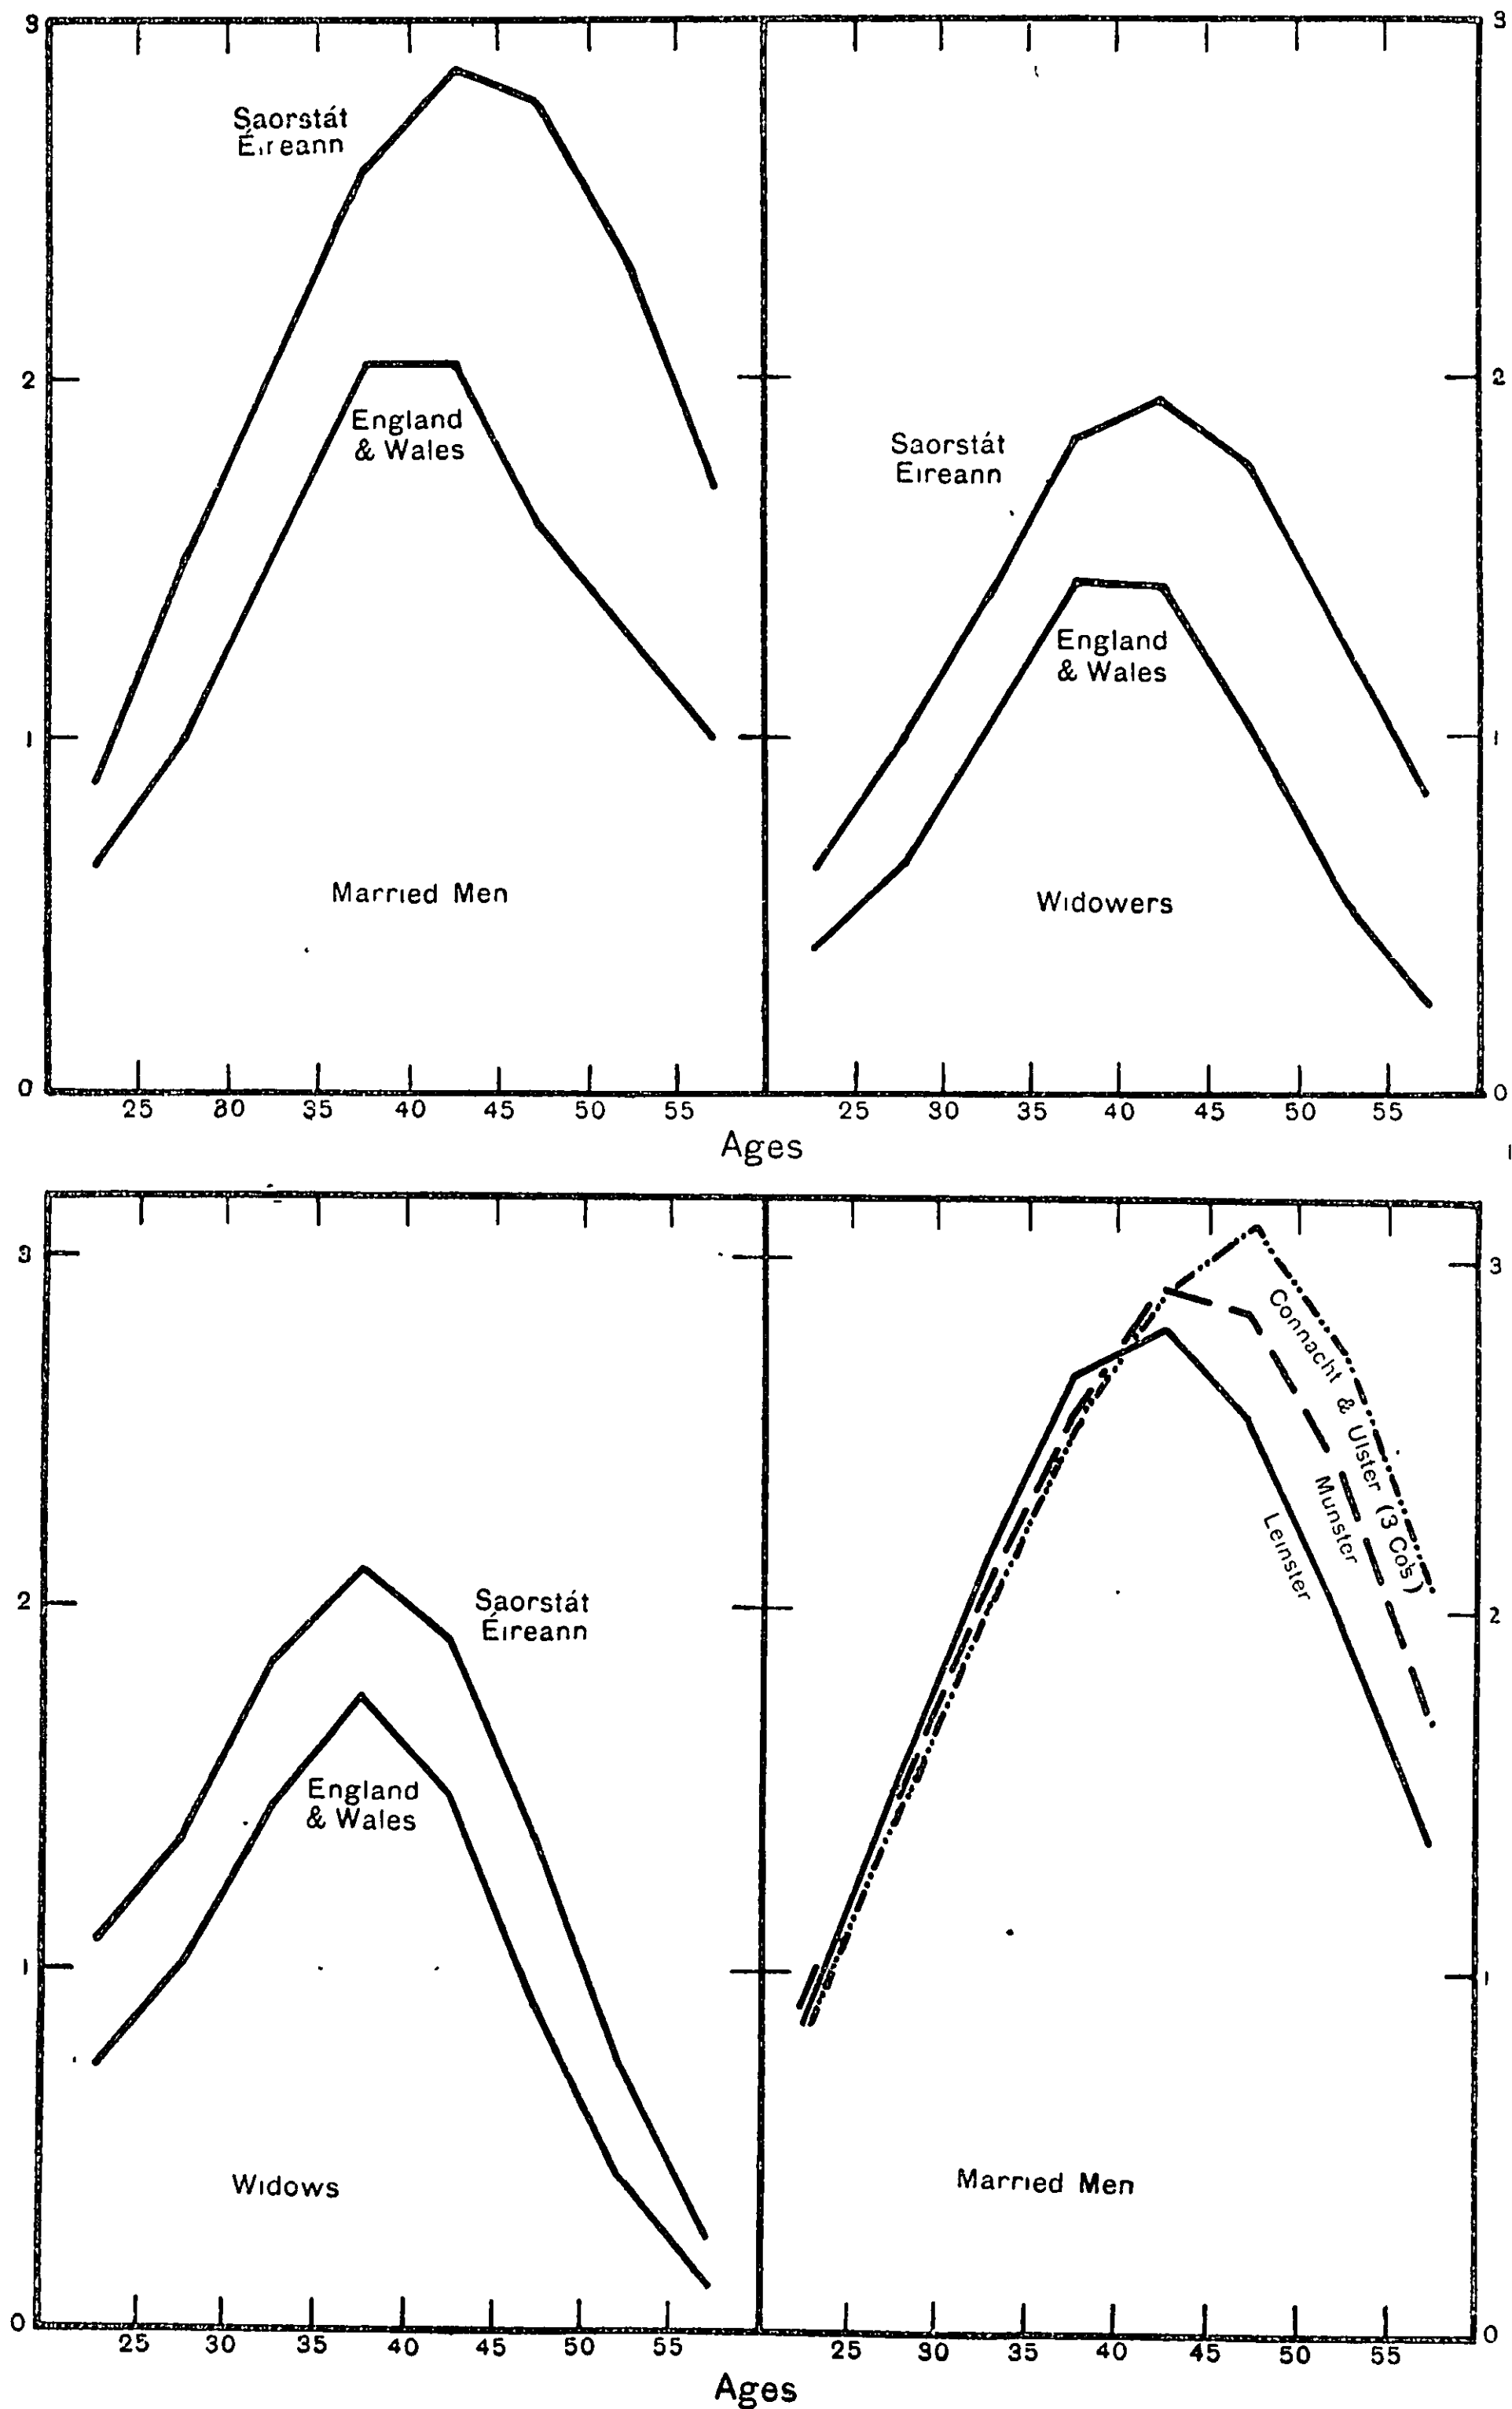 3
3
Saorstát
Éireann
2
2
England
& Wales
Saorstát
Eireann
England
& Wales
1
1
Married Men
Widowers
0
0
25 30 35 40 45 50 55
25 30 35 40 45 50 55
Ages
3
3
Connacht & Ulster (3 Co's)
Munster
Leinster
2
2
Saorstát
Éireann
England
& Wales
1
1
Widows
Married Men
0
0
25 30 35 40 45 50 55
25 30 35 40 45 50 55
Ages